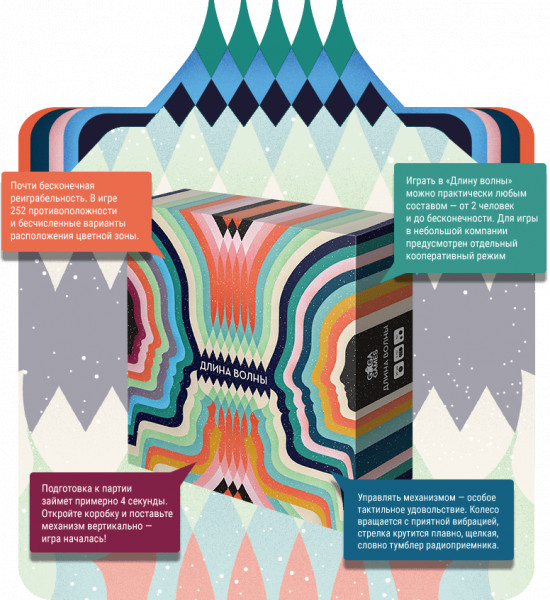 Почти бесконечная
реиграбельность. В игре
252 противоположности
и бесчисленные варианты
расположения цветной зоны.
Играть в «Длину волны»
можно практически любым
составом — от 2 человек
и до бесконечности. Для игры
в небольшой компании
предусмотрен отдельный
кооперативный режим
ДЛИНА ВОЛНЫ
GAGA
GAMES
ДЛИНА ВОЛНЫ
Подготовка к партии
займет примерно 4 секунды.
Откройте коробку и поставьте
механизм вертикально —
игра началась!
Управлять механизмом — особое
тактильное удовольствие. Колесо
вращается с приятной вибрацией,
стрелка крутится плавно, щелкая,
словно тумблер радиоприемника.